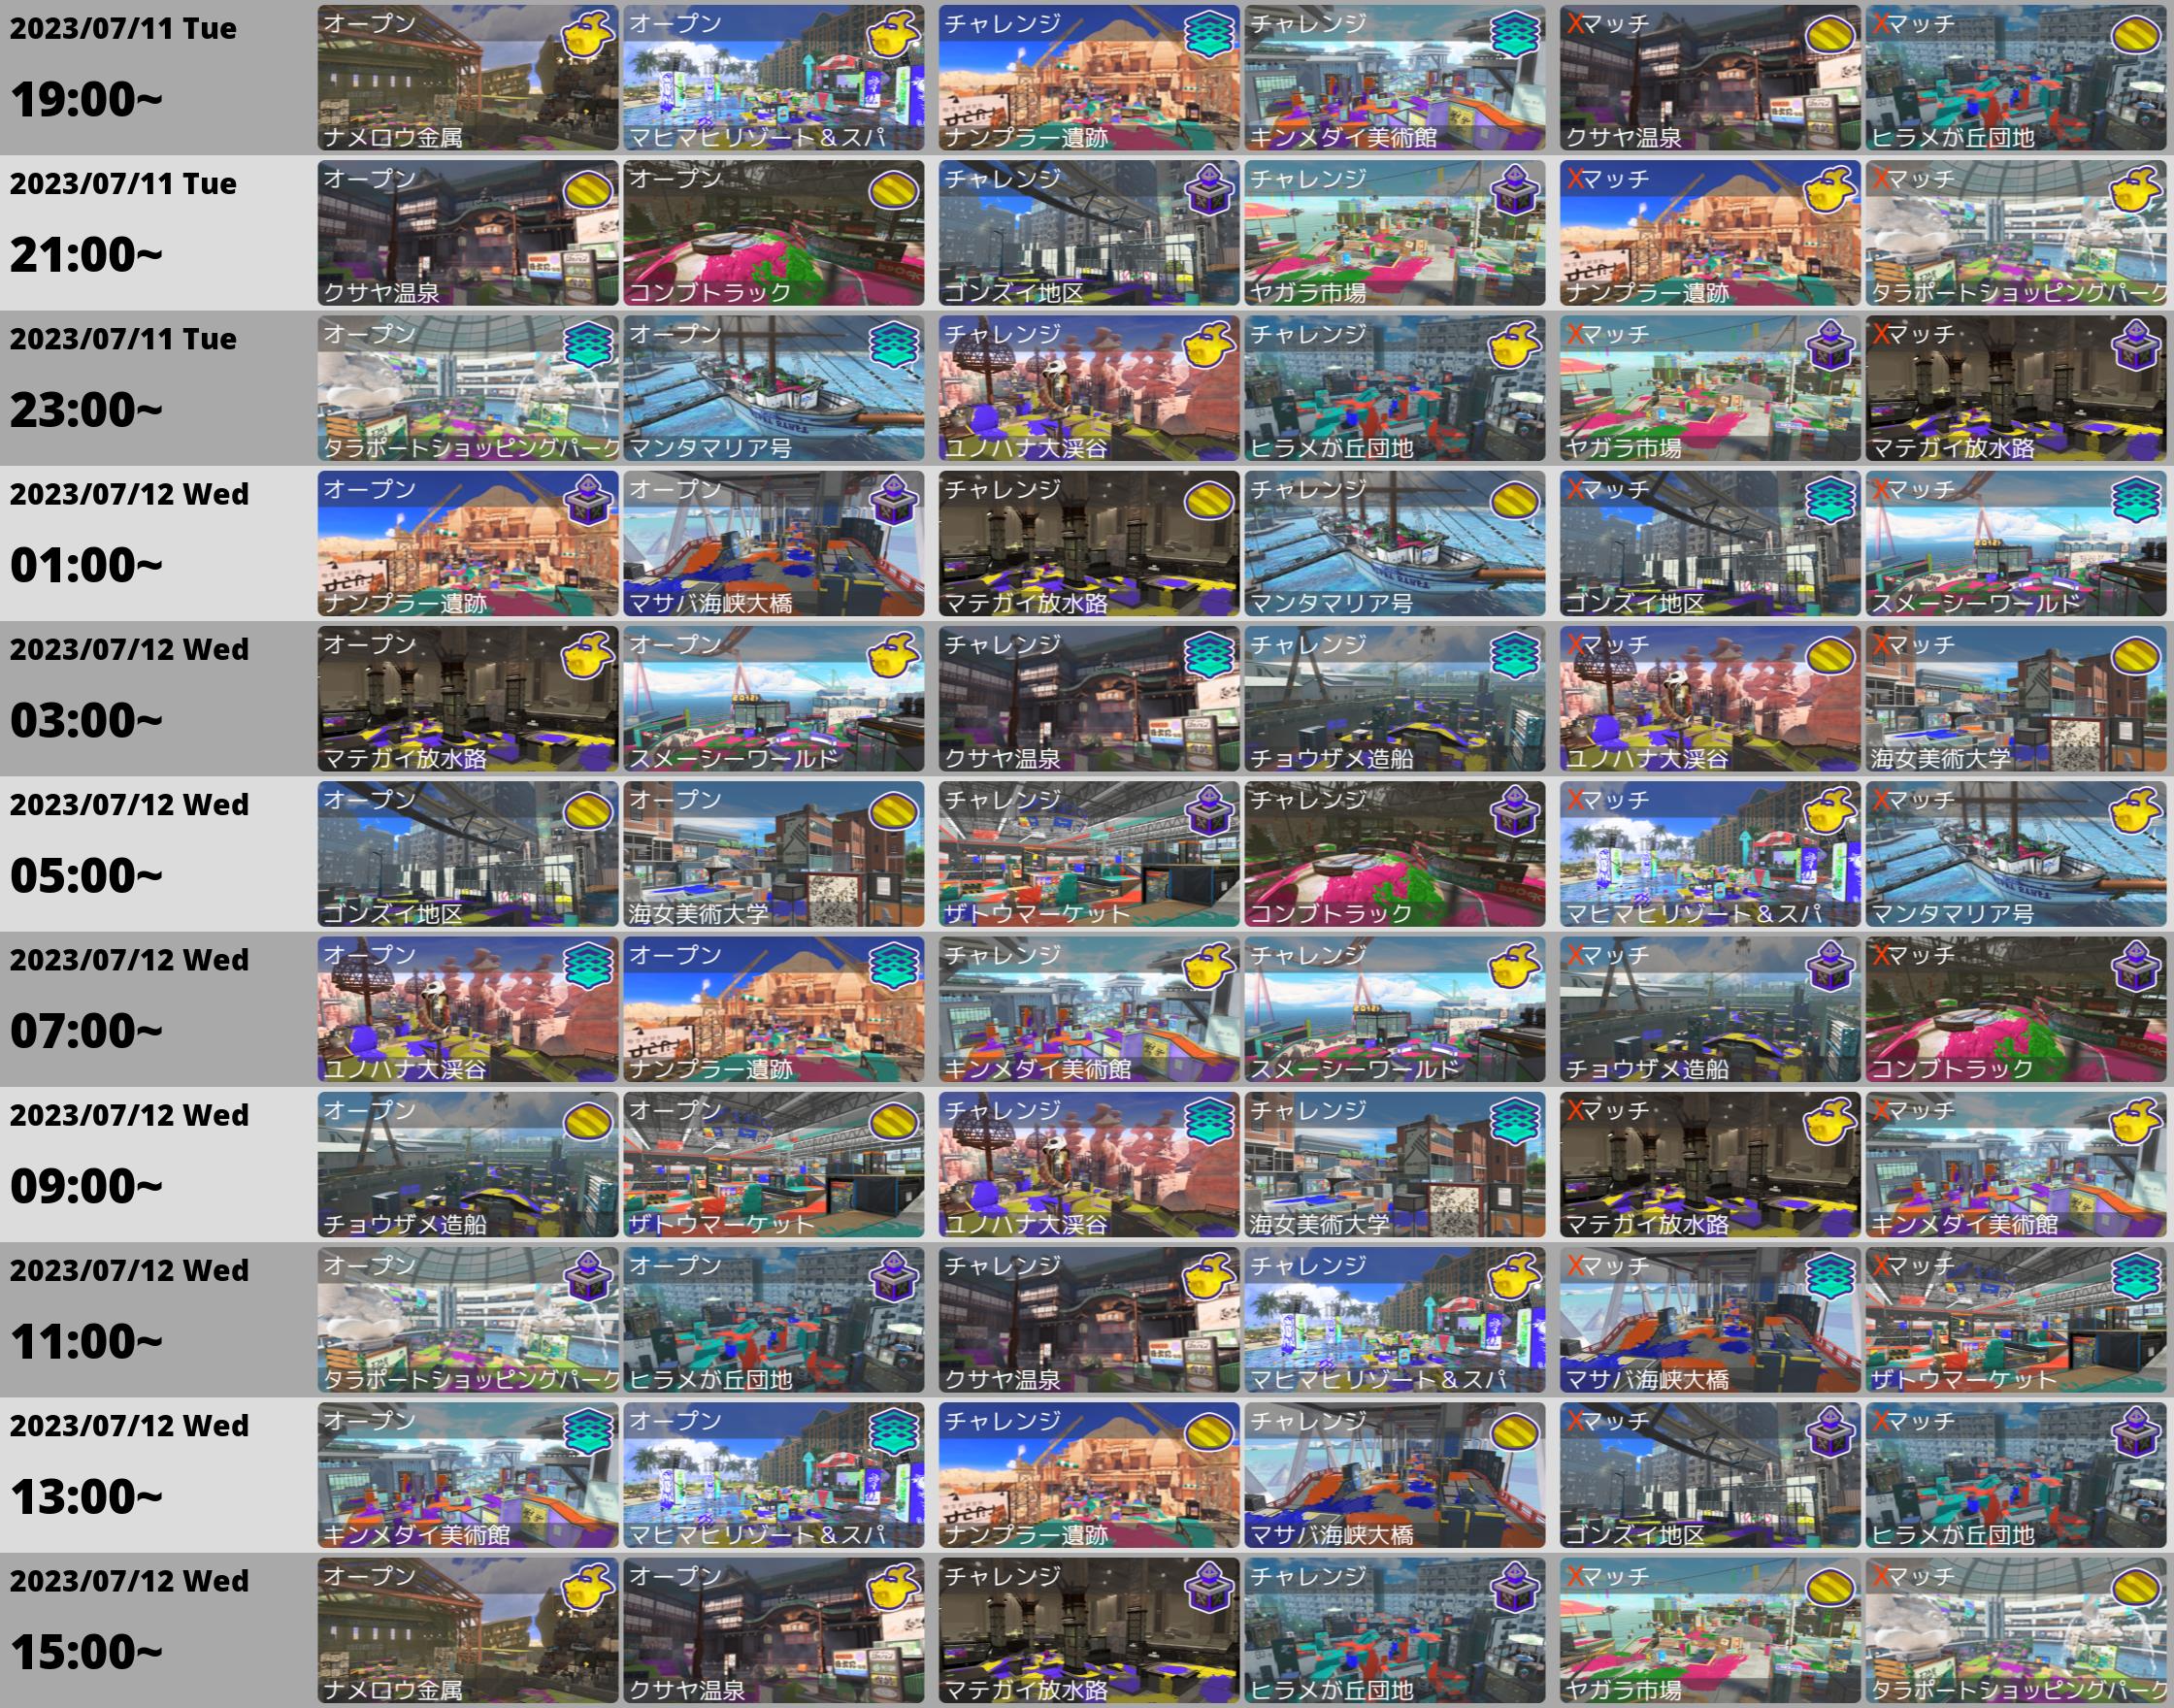 2023/07/11 Tue
19:00~
オープン
ナメロウ金属
オープン
マヒマヒリゾート＆スパ
チャレンジ
ナンプラー遺跡
チャレンジ
キンメダイ美術館
Xマッチ
クサヤ温泉
Xマッチ
ヒラメが丘団地
2023/07/11 Tue
21:00~
オープン
クサヤ温泉
オープン
コンブトラック
チャレンジ
ゴンズイ地区
チャレンジ
ヤガラ市場
Xマッチ
ナンプラー遺跡
Xマッチ
タラポートショッピングパーク
2023/07/11 Tue
23:00~
オープン
タラポートショッピングパーク
オープン
マンタマリア号
チャレンジ
ユノハナ大渓谷
チャレンジ
ヒラメが丘団地
Xマッチ
ヤガラ市場
Xマッチ
マテガイ放水路
2023/07/12 Wed
01:00~
オープン
ナンプラー遺跡
オープン
マサバ海峡大橋
チャレンジ
マテガイ放水路
チャレンジ
マンタマリア号
Xマッチ
ゴンズイ地区
Xマッチ
スメーシーワールド
2023/07/12 Wed
03:00~
オープン
マテガイ放水路
オープン
スメーシーワールド
チャレンジ
クサヤ温泉
チャレンジ
チョウザメ造船
Xマッチ
ユノハナ大渓谷
Xマッチ
海女美術大学
2023/07/12 Wed
05:00~
オープン
ゴンズイ地区
オープン
海女美術大学
チャレンジ
ザトウマーケット
チャレンジ
コンブトラック
Xマッチ
マヒマヒリゾート＆スパ
Xマッチ
マンタマリア号
2023/07/12 Wed
07:00~
オープン
ユノハナ大渓谷
オープン
ナンプラー遺跡
チャレンジ
キンメダイ美術館
チャレンジ
スメーシーワールド
Xマッチ
チョウザメ造船
Xマッチ
コンブトラック
2023/07/12 Wed
09:00~
オープン
チョウザメ造船
オープン
ザトウマーケット
チャレンジ
ユノハナ大渓谷
チャレンジ
海女美術大学
Xマッチ
マテガイ放水路
Xマッチ
キンメダイ美術館
2023/07/12 Wed
11:00~
オープン
タラポートショッピングパーク
オープン
ヒラメが丘団地
チャレンジ
クサヤ温泉
チャレンジ
マヒマヒリゾート＆スパ
Xマッチ
マサバ海峡大橋
Xマッチ
ザトウマーケット
2023/07/12 Wed
13:00~
オープン
キンメダイ美術館
オープン
マヒマヒリゾート＆スパ
チャレンジ
ナンプラー遺跡
チャレンジ
マサバ海峡大橋
Xマッチ
ゴンズイ地区
Xマッチ
ヒラメが丘団地
2023/07/12 Wed
15:00~
オープン
ナメロウ金属
オープン
クサヤ温泉
チャレンジ
マテガイ放水路
チャレンジ
ヒラメが丘団地
Xマッチ
ヤガラ市場
Xマッチ
タラポートショッピングパーク